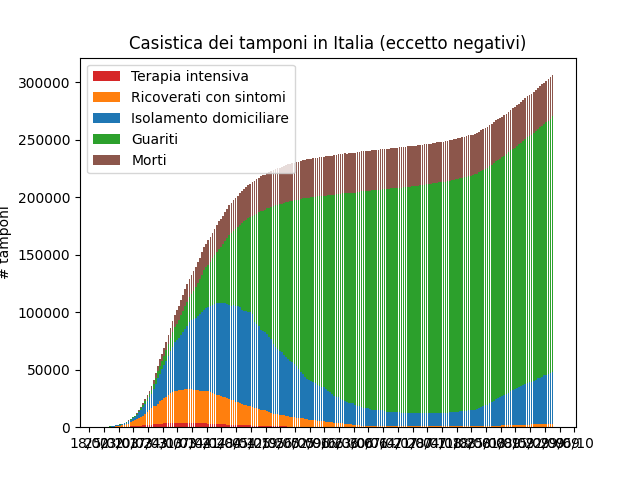 Casistica dei tamponi in Italia (eccetto negativi)
Terapia intensiva
Ricoverati con sintomi
Isolamento domiciliare
Guariti
Morti
300000
250000
200000
150000
100000
50000
0
# tamponi